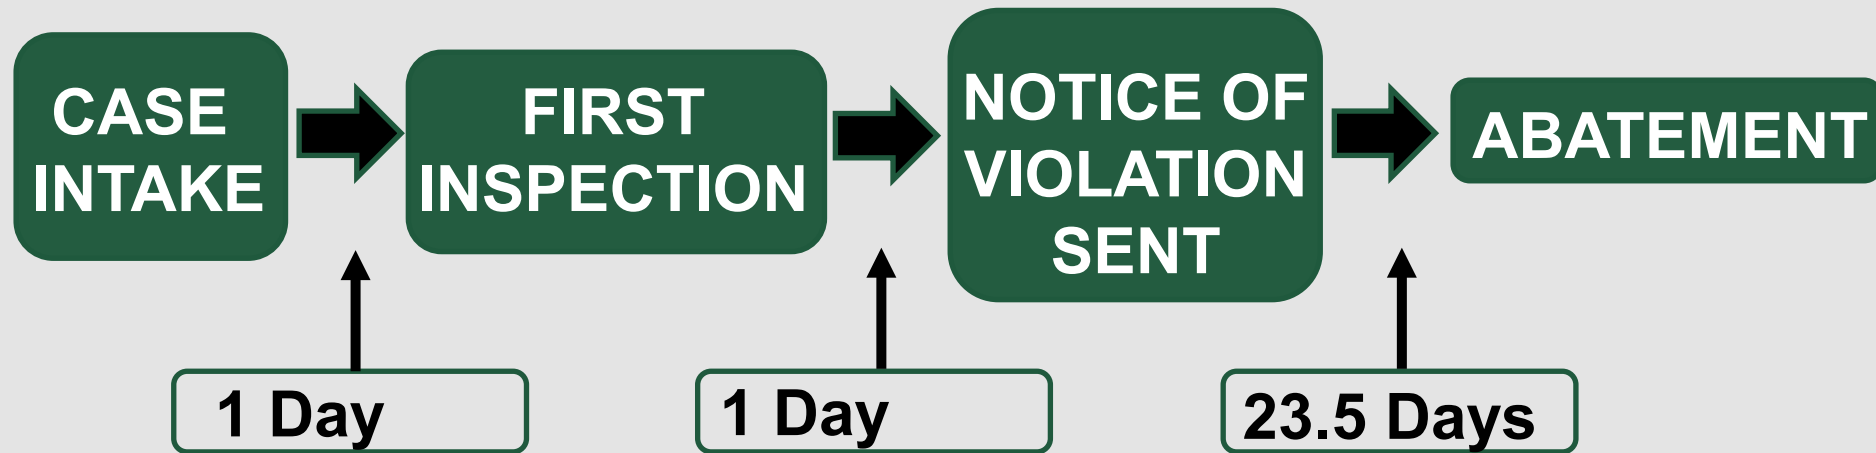 CASE
INTAKE
FIRST
INSPECTION
NOTICE OF
VIOLATION
SENT
ABATEMENT
1 Day
1 Day
23.5 Days